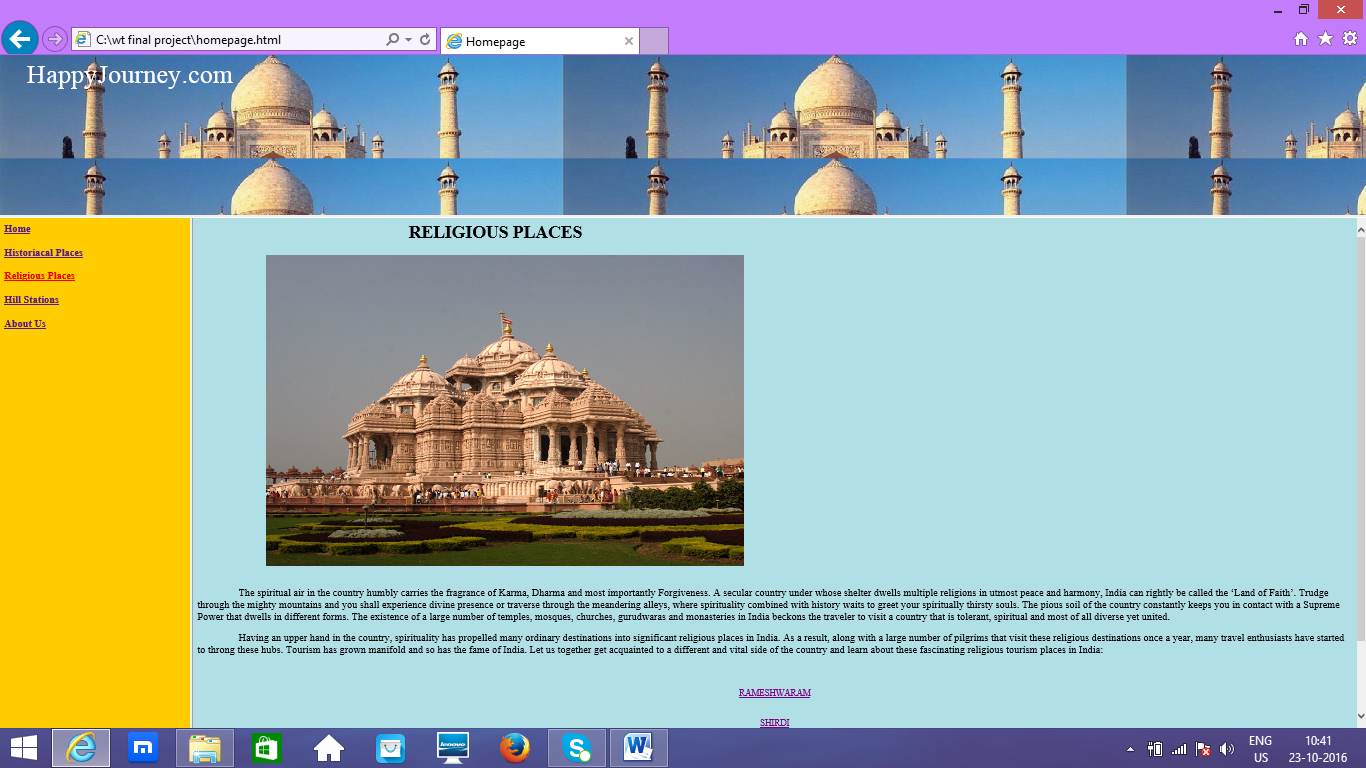 C:\wt final project\homepage.html
Homepage
HappyJourney.com
Home
Historiacal Places
Religious Places
Hill Stations
About Us
RELIGIOUS PLACES
The spiritual air in the country humbly carries the fragrance of Karma, Dharma and most importantly Forgiveness. A secular country under whose shelter dwells multiple religions in utmost peace and harmony, India can rightly be called the ‘Land of Faith’. Trudge
through the mighty mountains and you shall experience divine presence or traverse through the meandering alleys, where spirituality combined with history waits to greet your spiritually thirsty souls. The pious soil of the country constantly keeps you in contact with a Supreme
Power that dwells in different forms. The existence of a large number of temples, mosques, churches, gurudwaras and monasteries in India beckons the traveler to visit a country that is tolerant, spiritual and most of all diverse yet united.
Having an upper hand in the country, spirituality has propelled many ordinary destinations into significant religious places in India. As a result, along with a large number of pilgrims that visit these religious destinations once a year, many travel enthusiasts have started
to throng these hubs. Tourism has grown manifold and so has the fame of India. Let us together get acquainted to a different and vital side of the country and learn about these fascinating religious tourism places in India:
RAMESHWARAM
SHIRDI
m
lenovo
S
W
ENG
US
10:41
23-10-2016